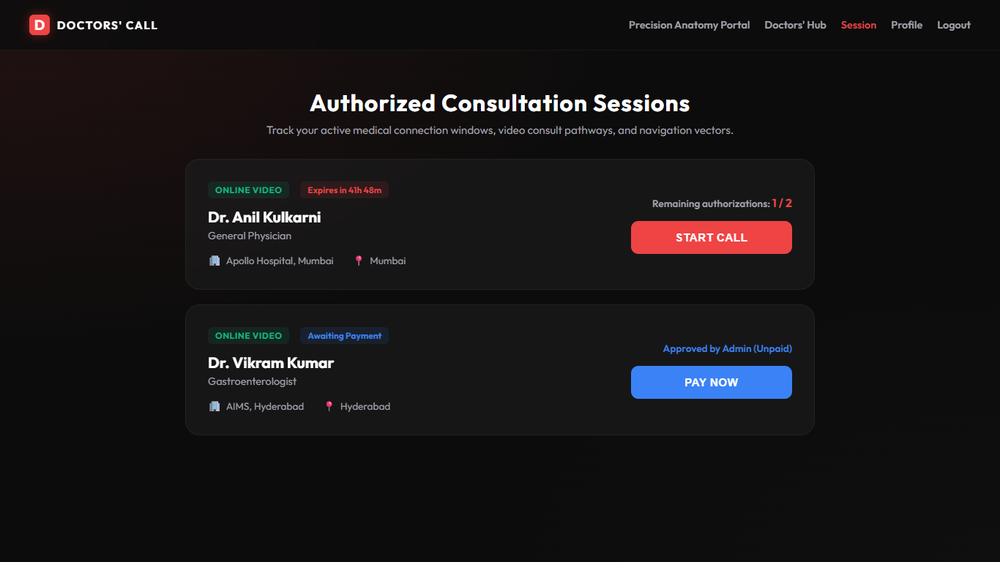 D DOCTORS' CALL
Precision Anatomy Portal Doctors' Hub Session Profile Logout
Authorized Consultation Sessions
Track your active medical connection windows, video consult pathways, and navigation vectors.
ONLINE VIDEO Expires in 41h 48m
Dr. Anil Kulkarni
General Physician
Apollo Hospital, Mumbai Mumbai
Remaining authorizations: 1 / 2
START CALL
ONLINE VIDEO Awaiting Payment
Dr. Vikram Kumar
Gastroenterologist
AIMS, Hyderabad Hyderabad
Approved by Admin (Unpaid)
PAY NOW